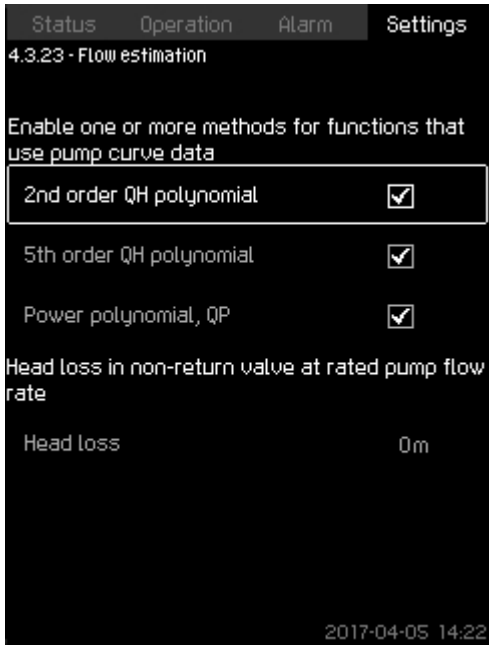 Status Operation Alarm Settings
4.3.23 - Flow estimation
Enable one or more methods for functions that
use pump curve data
2nd order QH polynomial
5th order QH polynomial
Power polynomial, QP
Head loss in non-return valve at rated pump flow
rate
Head loss 0m
2017-04-05 14:22